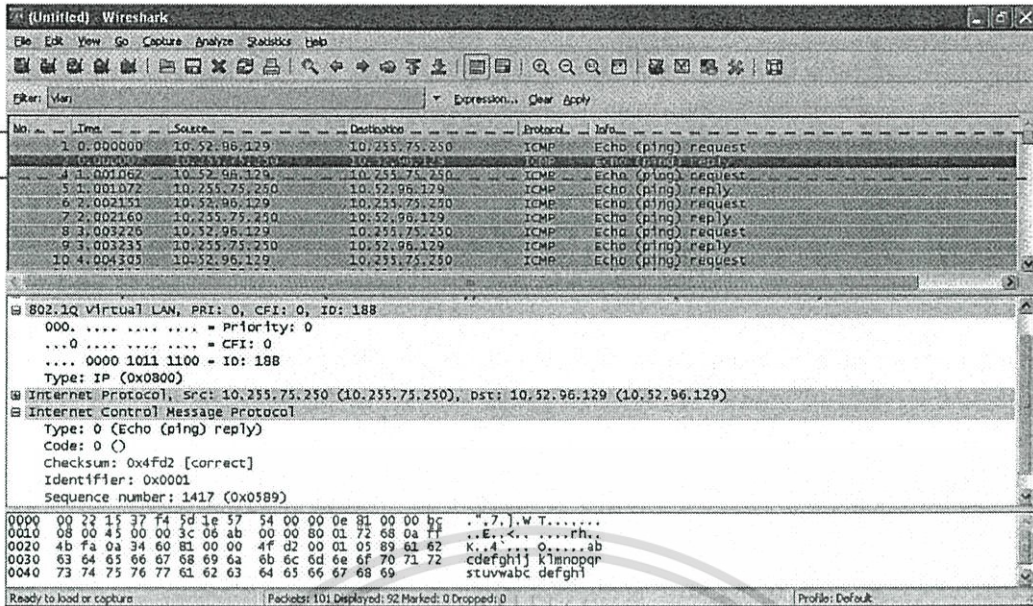 (Untitled) - Wireshark
File Edit View Go Capture Analyze Statistics Help
Filter: vlan Expression... Clear Apply
No. Time Source Destination Protocol Info
1 0.000000 10.52.96.129 10.255.75.250 ICMP Echo (ping) request
2 0.000007 10.255.75.250 10.52.96.129 ICMP Echo (ping) reply
4 1.001062 10.52.96.129 10.255.75.250 ICMP Echo (ping) request
5 1.001072 10.255.75.250 10.52.96.129 ICMP Echo (ping) reply
6 2.002151 10.52.96.129 10.255.75.250 ICMP Echo (ping) request
7 2.002160 10.255.75.250 10.52.96.129 ICMP Echo (ping) reply
8 3.003226 10.52.96.129 10.255.75.250 ICMP Echo (ping) request
9 3.003235 10.255.75.250 10.52.96.129 ICMP Echo (ping) reply
10 4.004305 10.52.96.129 10.255.75.250 ICMP Echo (ping) request
802.1Q Virtual LAN, PRI: 0, CFI: 0, ID: 188
000. .... .... .... = Priority: 0
...0 .... .... .... = CFI: 0
.... 0000 1011 1100 = ID: 188
Type: IP (0x0800)
Internet Protocol, Src: 10.255.75.250 (10.255.75.250), Dst: 10.52.96.129 (10.52.96.129)
Internet Control Message Protocol
Type: 0 (Echo (ping) reply)
Code: 0 ()
Checksum: 0x4fd2 [correct]
Identifier: 0x0001
Sequence number: 1417 (0x0589)
0000 00 22 15 37 f4 5d 1e 57 54 00 00 0e 81 00 00 bc .".7.].W T.......
0010 08 00 45 00 00 3c 06 ab 00 00 80 01 72 68 0a ff ..E..<.. ....rh..
0020 4b fa 0a 34 60 81 00 00 4f d2 00 01 05 89 61 62 K..4`... O.....ab
0030 63 64 65 66 67 68 69 6a 6b 6c 6d 6e 6f 70 71 72 cdefghij klmnopqr
0040 73 74 75 76 77 61 62 63 64 65 66 67 68 69 stuvwabc defghi
Ready to load or capture Packets: 101 Displayed: 92 Marked: 0 Dropped: 0 Profile: Default